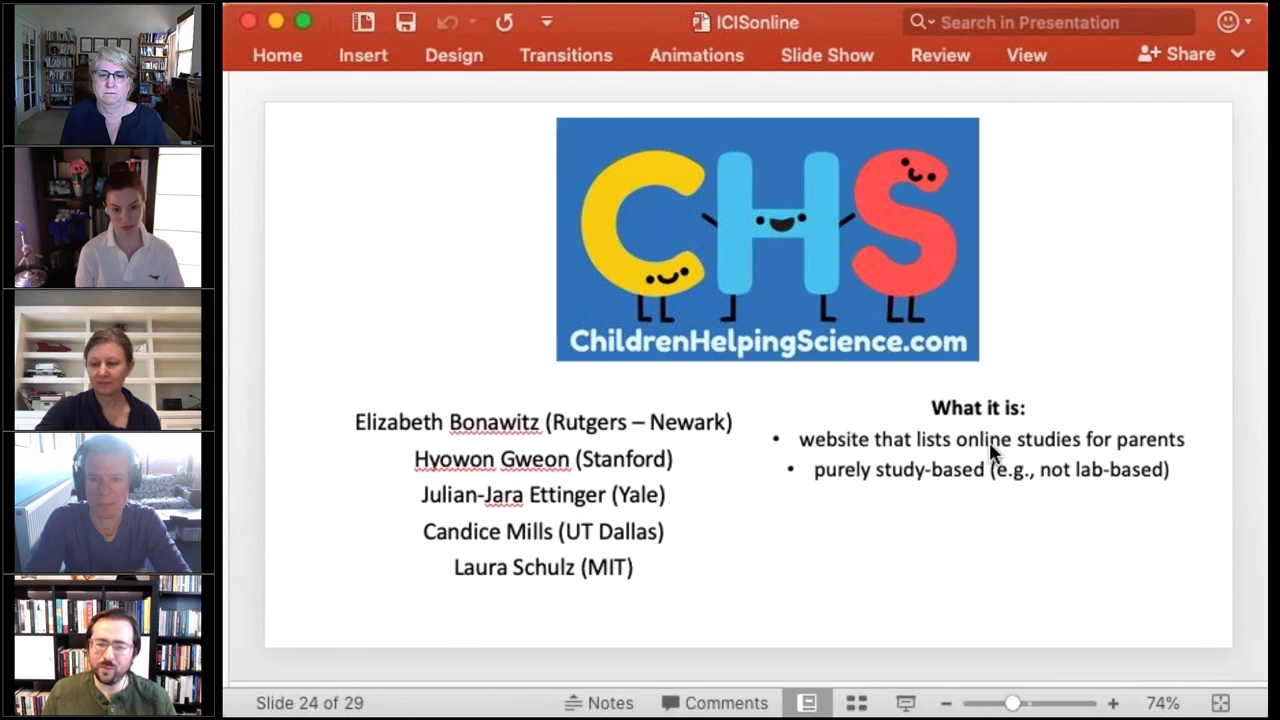 ICISonline
Search in Presentation
Home
Insert
Design
Transitions
Animations
Slide Show
Review
View
Share
CHS
ChildrenHelpingScience.com
Elizabeth Bonawitz (Rutgers – Newark)
Hyowon Gweon (Stanford)
Julian-Jara Ettinger (Yale)
Candice Mills (UT Dallas)
Laura Schulz (MIT)
What it is:
• website that lists online studies for parents
• purely study-based (e.g., not lab-based)
Slide 24 of 29
Notes
Comments
74%